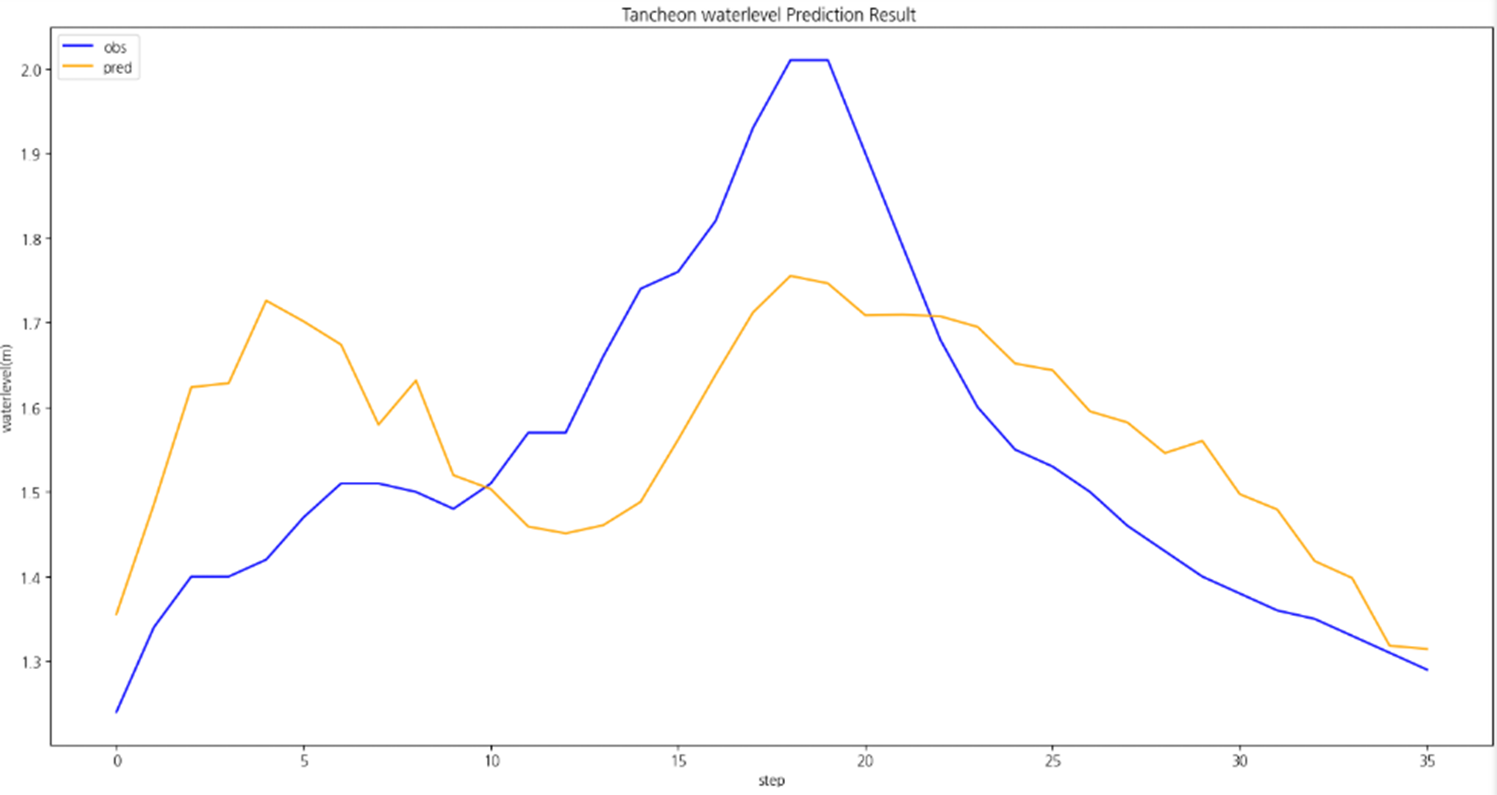 Tancheon waterlevel Prediction Result
obs
pred
2.0
1.9
1.8
1.7
1.6
1.5
1.4
1.3
waterlevel(m)
0 5 10 15 20 25 30 35
step